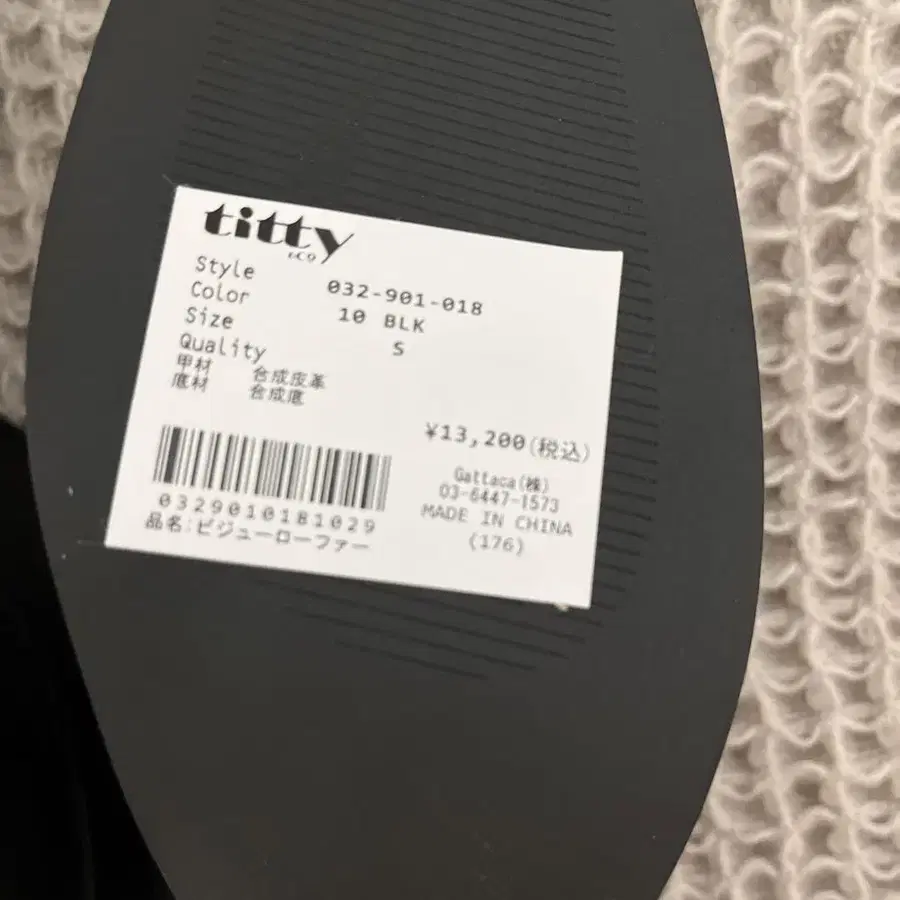 titty
&Co
Style 032-901-018
Color 10 BLK
Size S
Quality
甲材 合成皮革
底材 合成底
¥13,200(税込)
Gattaca(株)
03-6447-1573
MADE IN CHINA
(176)
0329010181029
品名:ビジューローファー